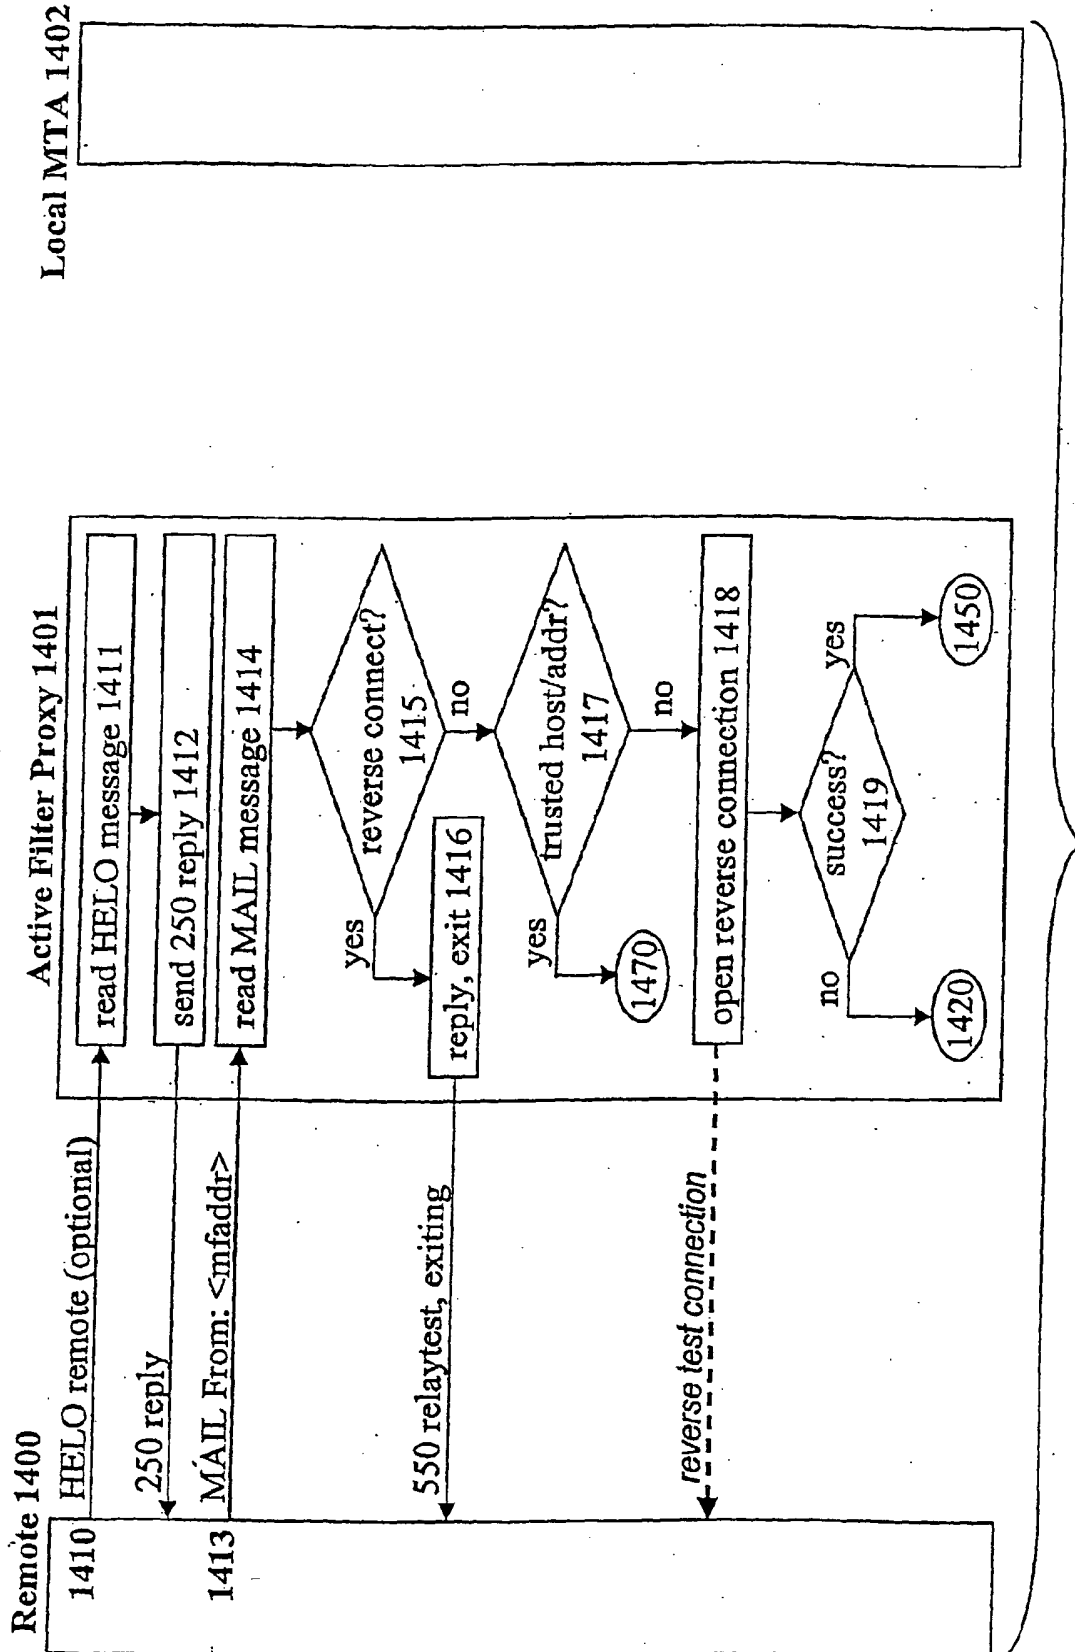 Remote 1400
Active Filter Proxy 1401
Local MTA 1402
1410
HELO remote (optional)
read HELO message 1411
250 reply
send 250 reply 1412
1413
MAIL From: <mfaddr>
read MAIL message 1414
reverse connect?
1415
yes
no
reply, exit 1416
550 relaytest, exiting
trusted host/addr?
1417
yes
no
1470
open reverse connection 1418
reverse test connection
success?
1419
no
yes
1420
1450